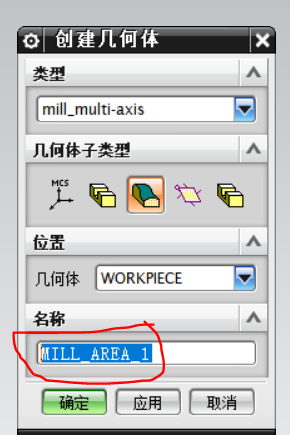 创建几何体
类型
mill_multi-axis
几何体子类型
MCS
位置
几何体 WORKPIECE
名称
MILL_AREA_1
确定 应用 取消